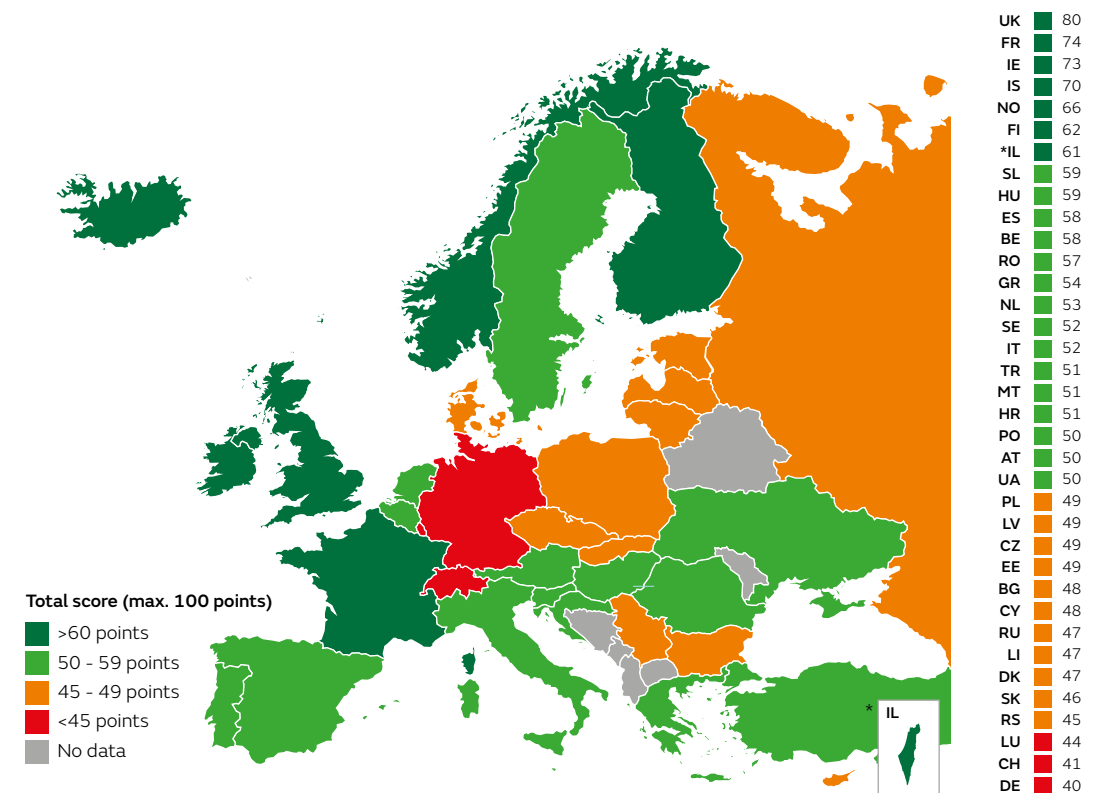 UK 80
FR 74
IE 73
IS 70
NO 66
FI 62
*IL 61
SL 59
HU 59
ES 58
BE 58
RO 57
GR 54
NL 53
SE 52
IT 52
TR 51
MT 51
HR 51
PO 50
AT 50
UA 50
PL 49
LV 49
CZ 49
EE 49
BG 48
CY 48
RU 47
LI 47
DK 47
SK 46
RS 45
LU 44
CH 41
DE 40
Total score (max. 100 points)
>60 points
50 - 59 points
45 - 49 points
<45 points
No data
* IL